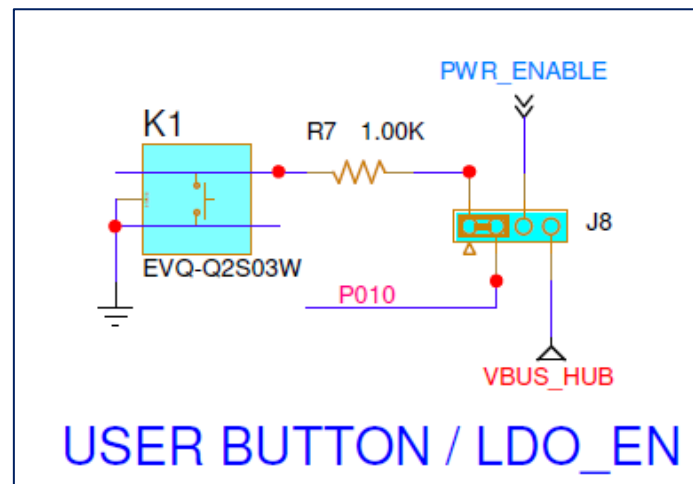 PWR_ENABLE
K1
R7 1.00K
J8
EVQ-Q2S03W
P010
VBUS_HUB
USER BUTTON / LDO_EN